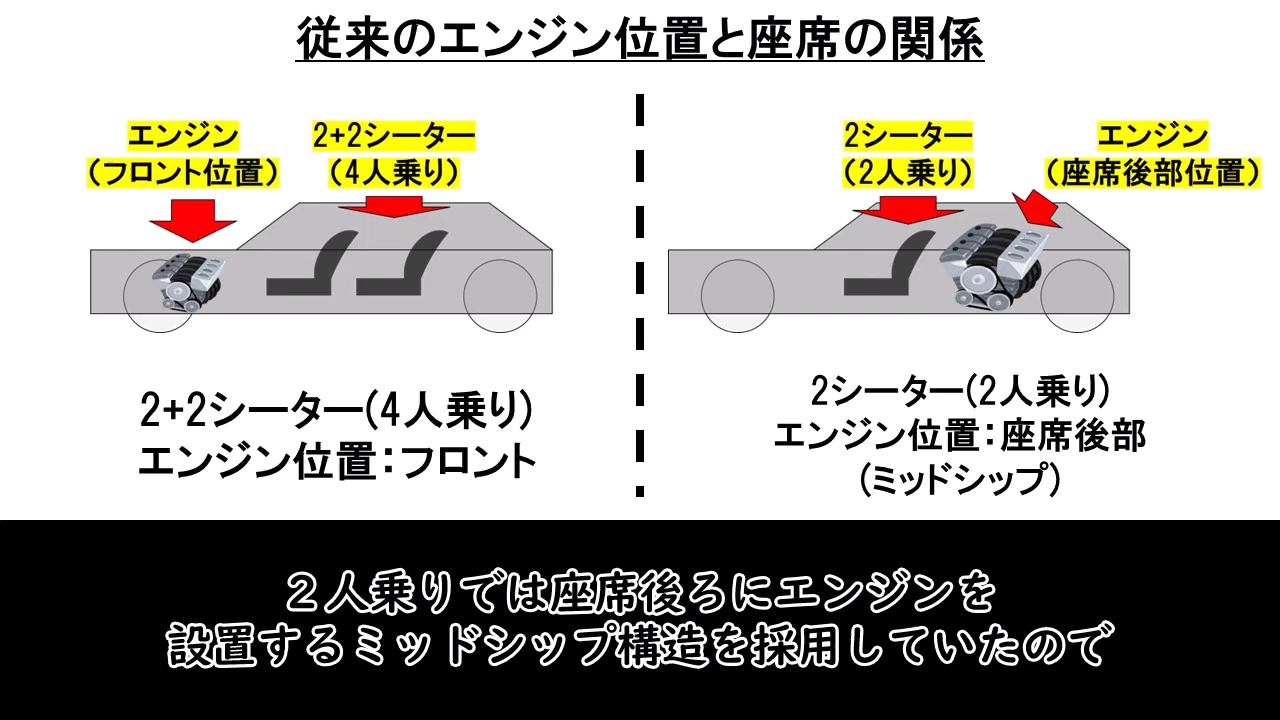 従来のエンジン位置と座席の関係
エンジン
（フロント位置）
2+2シーター
（4人乗り）
2シーター
（2人乗り）
エンジン
（座席後部位置）
2+2シーター(4人乗り)
エンジン位置：フロント
2シーター(2人乗り)
エンジン位置：座席後部
(ミッドシップ)
２人乗りでは座席後ろにエンジンを
設置するミッドシップ構造を採用していたので